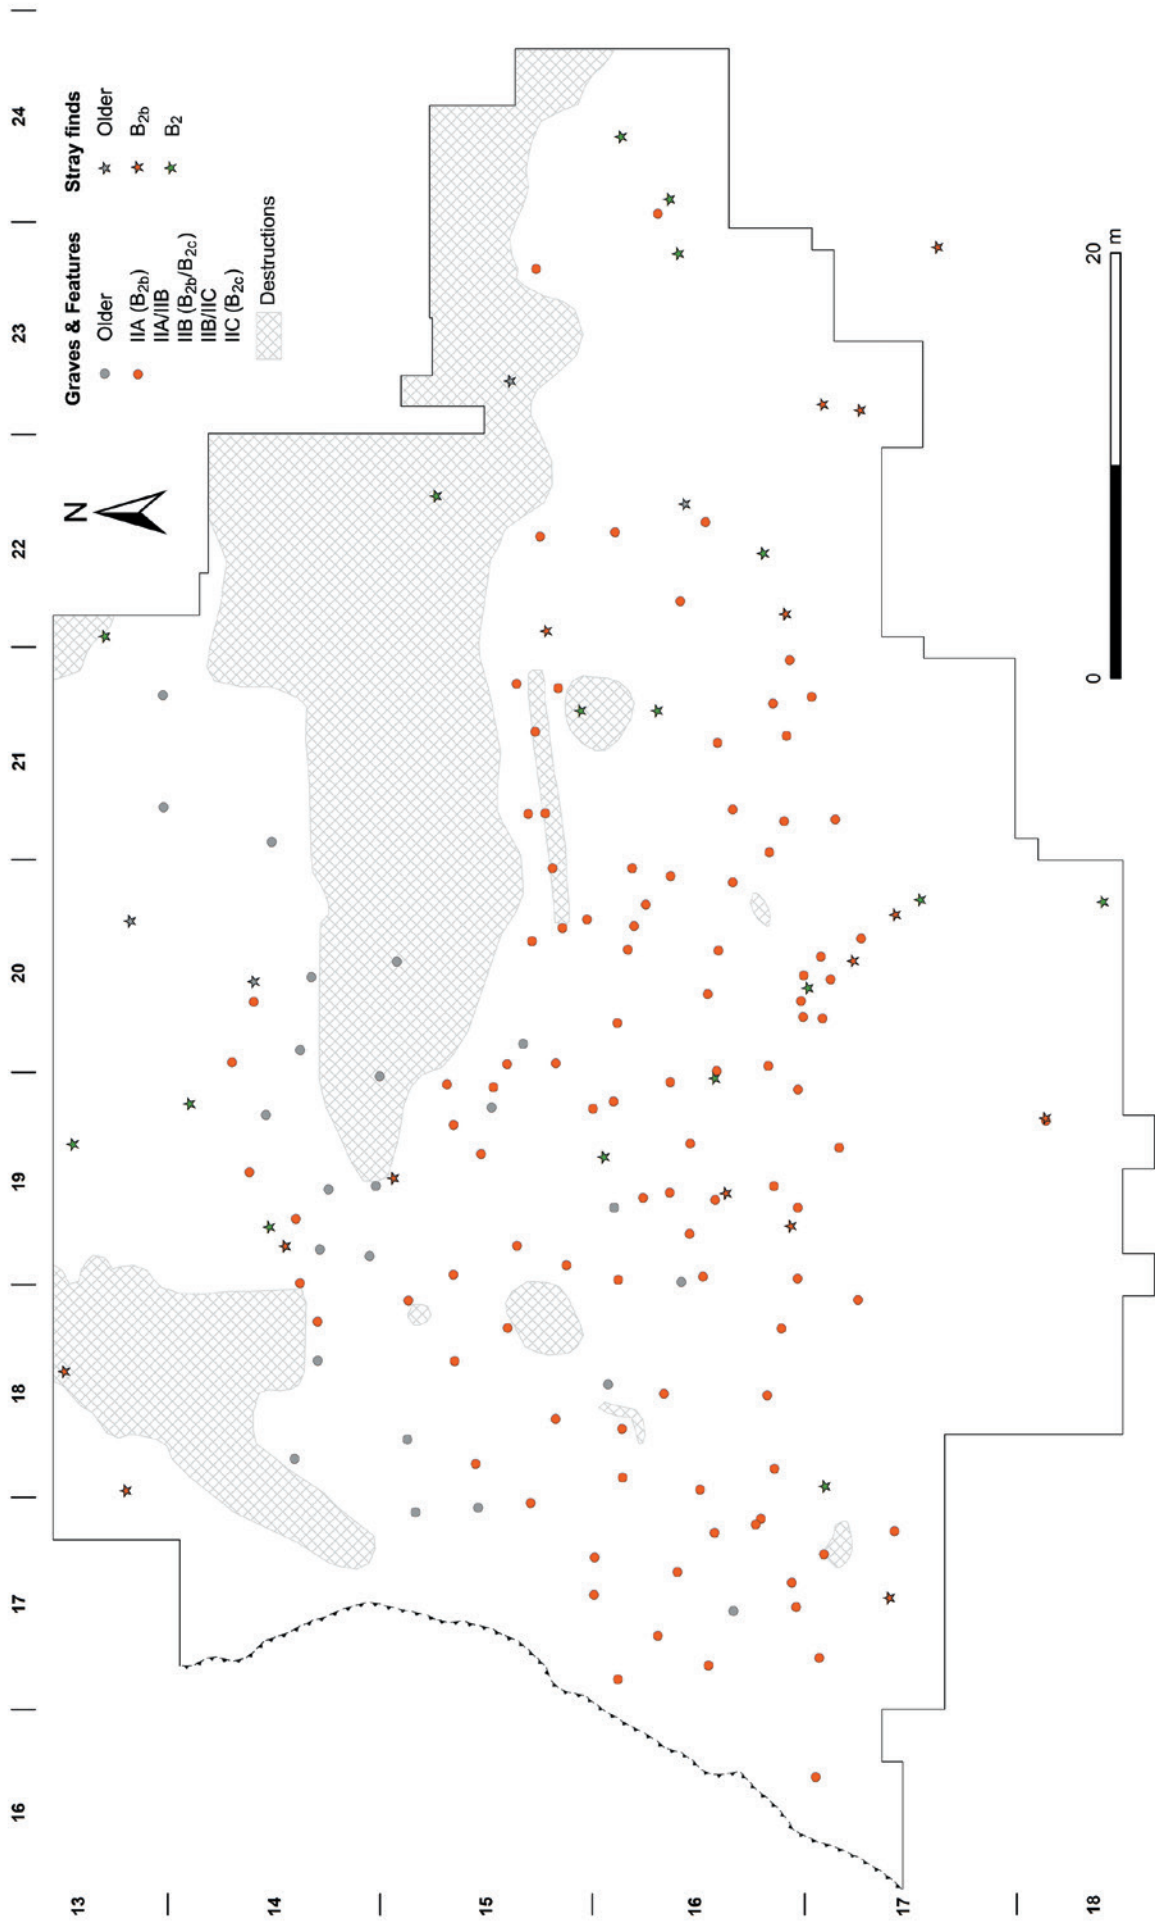 16
17
18
19
20
21
22
23
24
13
14
15
16
17
18
N
Graves & Features
Older
IIA (B2b)
IIA/IIB
IIB (B2b/B2c)
IIB/IIC
IIC (B2c)
Destructions
Stray finds
Older
B2b
B2
0
20 m